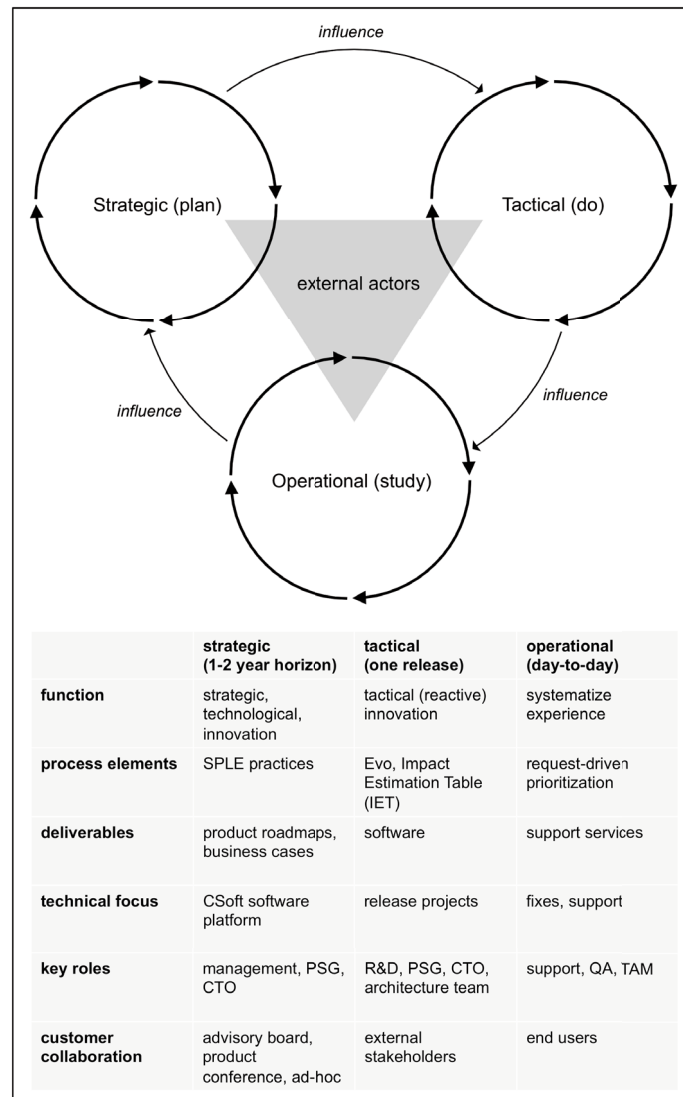 influence
Strategic (plan)
Tactical (do)
external actors
influence
influence
Operational (study)
strategic
(1-2 year horizon)
tactical
(one release)
operational
(day-to-day)
function
strategic,
technological,
innovation
tactical (reactive)
innovation
systematize
experience
process elements
SPLE practices
Evo, Impact
Estimation Table
(IET)
request-driven
prioritization
deliverables
product roadmaps,
business cases
software
support services
technical focus
CSoft software
platform
release projects
fixes, support
key roles
management, PSG,
CTO
R&D, PSG, CTO,
architecture team
support, QA, TAM
customer
collaboration
advisory board,
product
conference, ad-hoc
external
stakeholders
end users